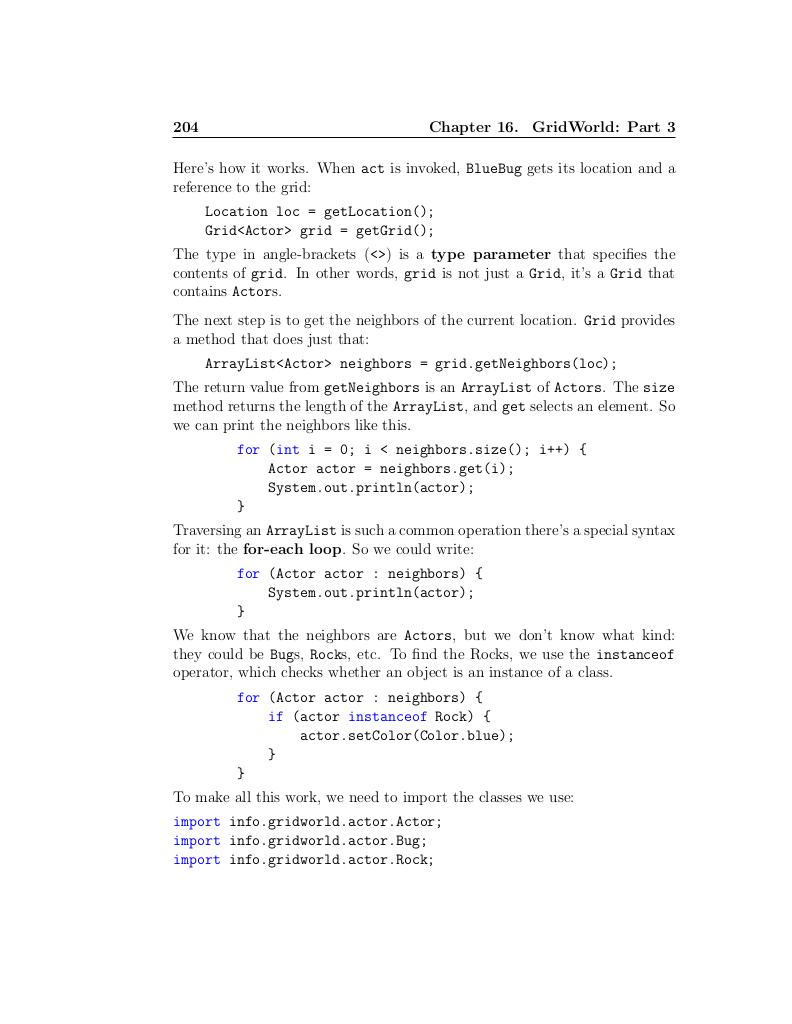 204 Chapter 16. GridWorld: Part 3
Here's how it works. When act is invoked, BlueBug gets its location and a
reference to the grid:
Location loc = getLocation();
Grid<Actor> grid = getGrid();
The type in angle-brackets (<>) is a type parameter that specifies the
contents of grid. In other words, grid is not just a Grid, it's a Grid that
contains Actors.
The next step is to get the neighbors of the current location. Grid provides
a method that does just that:
ArrayList<Actor> neighbors = grid.getNeighbors(loc);
The return value from getNeighbors is an ArrayList of Actors. The size
method returns the length of the ArrayList, and get selects an element. So
we can print the neighbors like this.
for (int i = 0; i < neighbors.size(); i++) {
Actor actor = neighbors.get(i);
System.out.println(actor);
}
Traversing an ArrayList is such a common operation there's a special syntax
for it: the for-each loop. So we could write:
for (Actor actor : neighbors) {
System.out.println(actor);
}
We know that the neighbors are Actors, but we don't know what kind:
they could be Bugs, Rocks, etc. To find the Rocks, we use the instanceof
operator, which checks whether an object is an instance of a class.
for (Actor actor : neighbors) {
if (actor instanceof Rock) {
actor.setColor(Color.blue);
}
}
To make all this work, we need to import the classes we use:
import info.gridworld.actor.Actor;
import info.gridworld.actor.Bug;
import info.gridworld.actor.Rock;